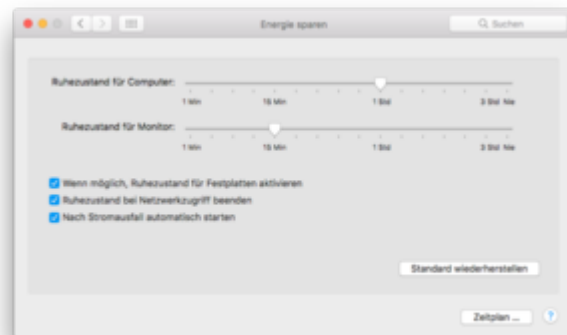 Energie sparen
Suchen
Ruhezustand für Computer:
1 Min 15 Min 1 Std 3 Std Nie
Ruhezustand für Monitor:
1 Min 15 Min 1 Std 3 Std Nie
Wenn möglich, Ruhezustand für Festplatten aktivieren
Ruhezustand bei Netzwerkzugriff beenden
Nach Stromausfall automatisch starten
Standard wiederherstellen
Zeitplan ... ?